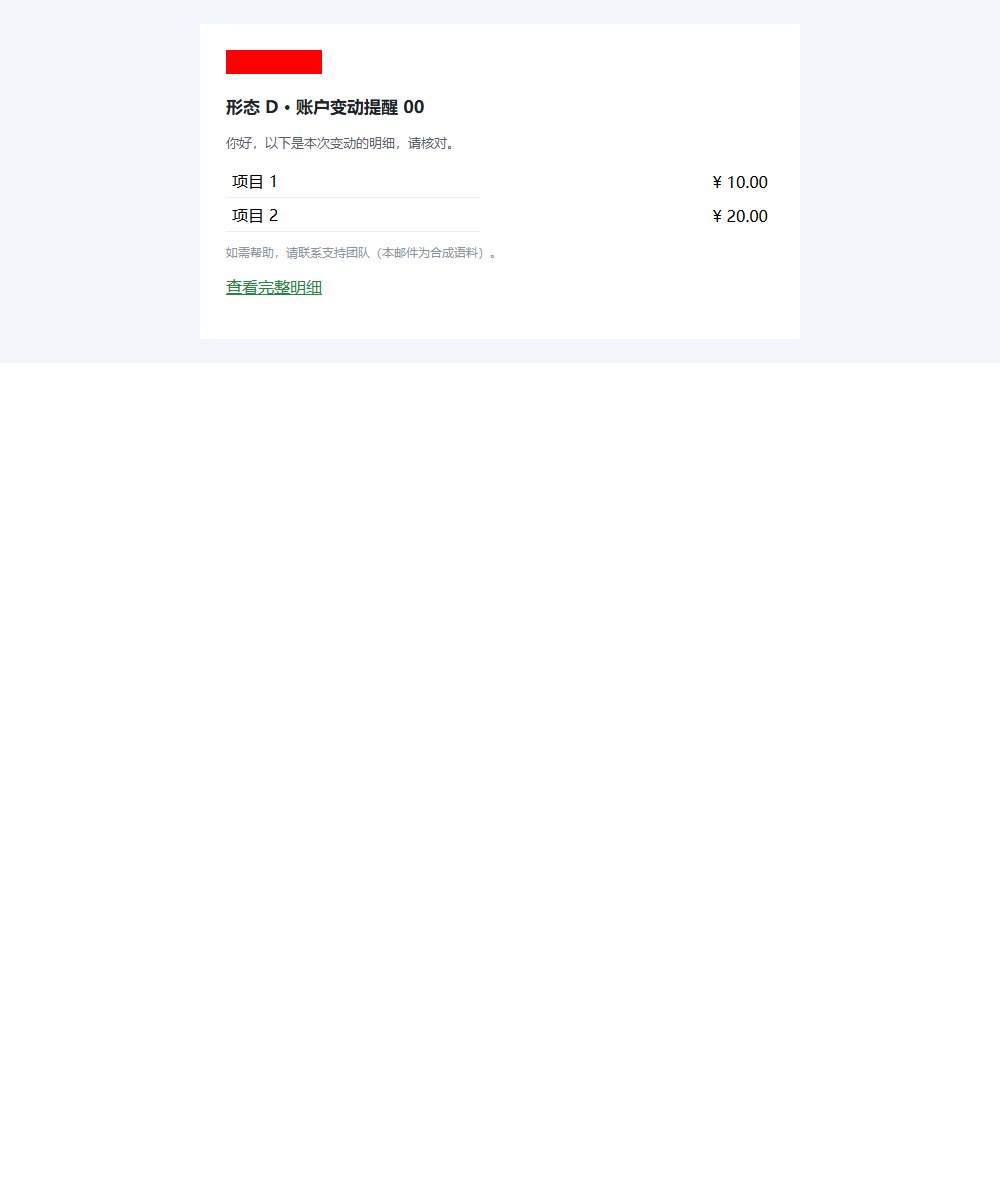 形态 D · 账户变动提醒 00
你好，以下是本次变动的明细，请核对。
项目 1 ¥ 10.00
项目 2 ¥ 20.00
如需帮助，请联系支持团队（本邮件为合成语料）。
查看完整明细